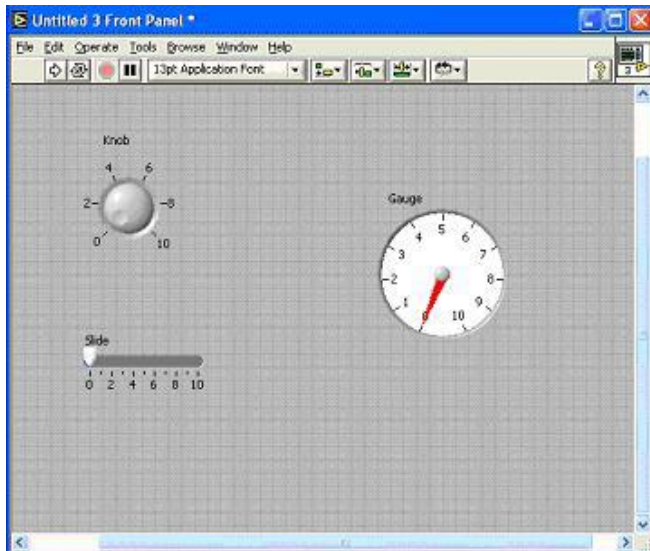 Untitled 3 Front Panel *
File Edit Operate Tools Browse Window Help
13pt Application Font
3
Knob
4 6
2 8
0 10
Gauge
5
4 6
3 7
2 8
1 9
0 10
Slide
0 2 4 6 8 10